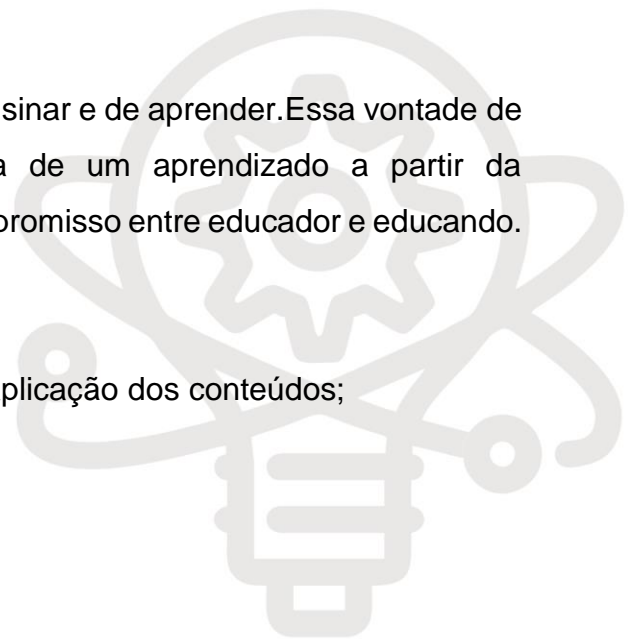 sinar e de aprender.Essa vontade de
de um aprendizado a partir da
promisso entre educador e educando.
plicação dos conteúdos;